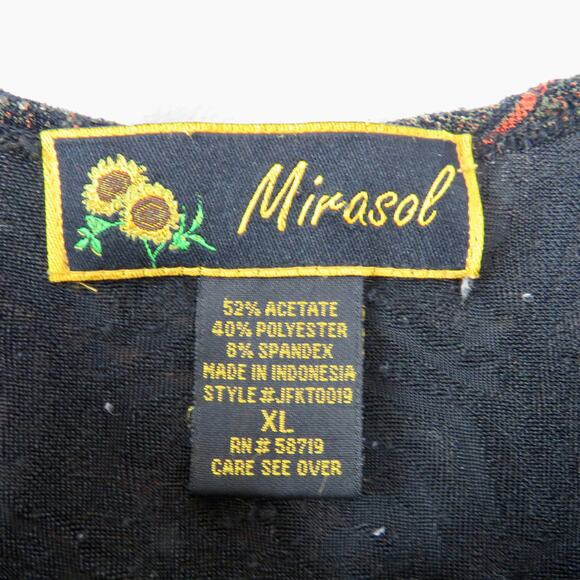 Mirasol
52% ACETATE
40% POLYESTER
8% SPANDEX
MADE IN INDONESIA
STYLE #JFKT0019
XL
RN# 58719
CARE SEE OVER